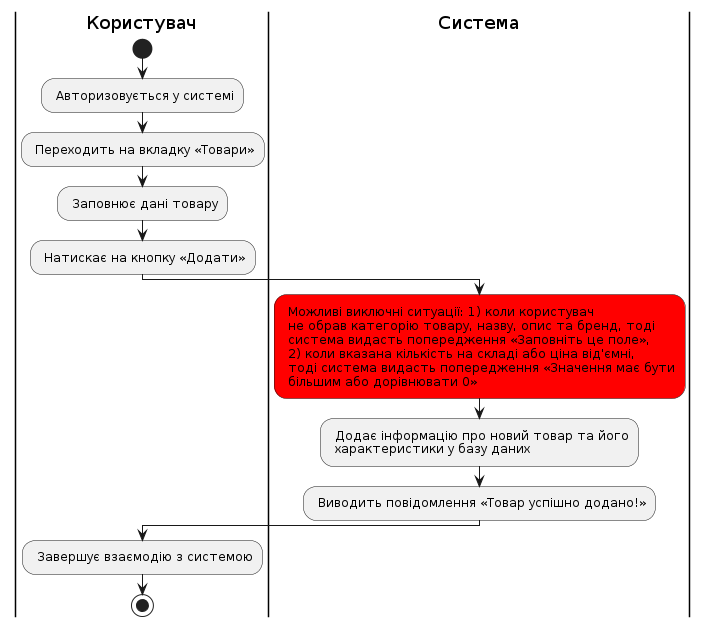 Користувач
Система
Авторизовується у системі
Переходить на вкладку «Товари»
Заповнює дані товару
Натискає на кнопку «Додати»
Можливі виключні ситуації: 1) коли користувач
не обрав категорію товару, назву, опис та бренд, тоді
система видасть попередження «Заповніть це поле»,
2) коли вказана кількість на складі або ціна від'ємні,
тоді система видасть попередження «Значення має бути
більшим або дорівнювати 0»
Додає інформацію про новий товар та його
характеристики у базу даних
Виводить повідомлення «Товар успішно додано!»
Завершує взаємодію з системою